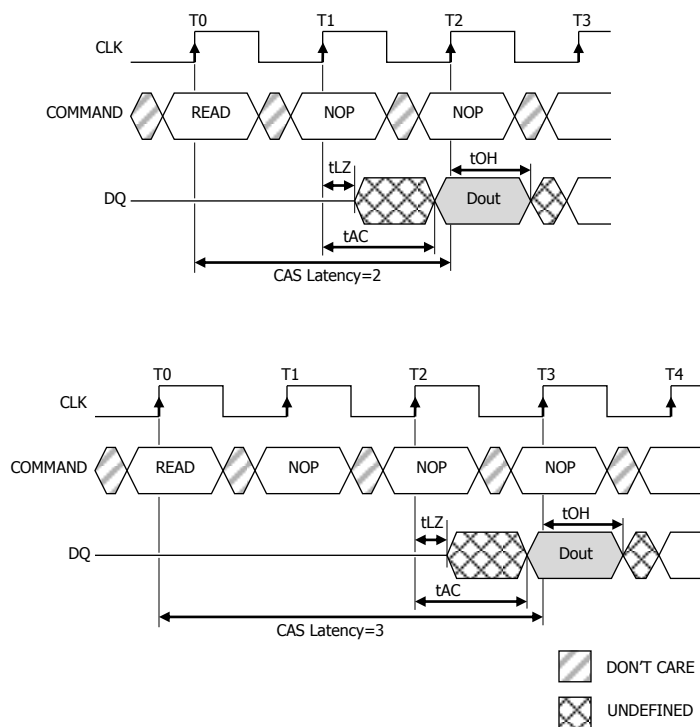 T0 T1 T2 T3
CLK
COMMAND READ NOP NOP
tLZ tOH
DQ Dout
tAC
CAS Latency=2
T0 T1 T2 T3 T4
CLK
COMMAND READ NOP NOP NOP
tLZ tOH
DQ Dout
tAC
CAS Latency=3
DON'T CARE
UNDEFINED